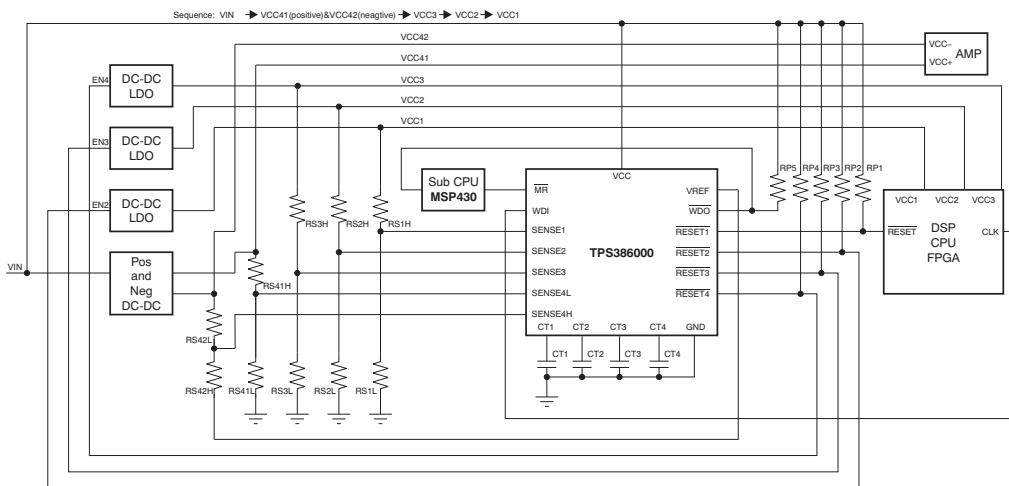 Sequence: VIN → VCC41(positive)&VCC42(neagtive) → VCC3 → VCC2 → VCC1
VCC42
VCC41
VCC3
VCC2
VCC1
VCC–
VCC+
AMP
EN4
DC-DC
LDO
EN3
DC-DC
LDO
EN2
DC-DC
LDO
VIN
Pos
and
Neg
DC-DC
RS3H
RS2H
RS1H
RS41H
RS42L
RS42H
RS41L
RS3L
RS2L
RS1L
Sub CPU
MSP430
VCC
MR
WDI
SENSE1
SENSE2
SENSE3
SENSE4L
SENSE4H
TPS386000
VREF
WDO
RESET1
RESET2
RESET3
RESET4
CT1 CT2 CT3 CT4 GND
CT1 CT2 CT3 CT4
RP5 RP4 RP3 RP2 RP1
VCC1 VCC2 VCC3
RESET
DSP
CPU
FPGA
CLK